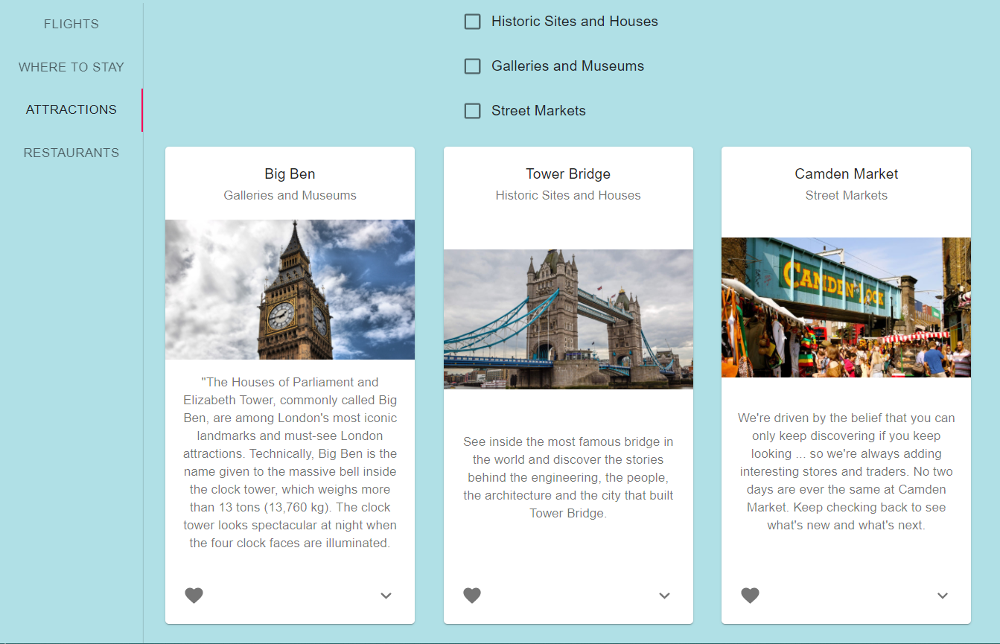 FLIGHTS
WHERE TO STAY
ATTRACTIONS
RESTAURANTS
Historic Sites and Houses
Galleries and Museums
Street Markets
Big Ben
Galleries and Museums
"The Houses of Parliament and
Elizabeth Tower, commonly called Big
Ben, are among London's most iconic
landmarks and must-see London
attractions. Technically, Big Ben is the
name given to the massive bell inside
the clock tower, which weighs more
than 13 tons (13,760 kg). The clock
tower looks spectacular at night when
the four clock faces are illuminated.
Tower Bridge
Historic Sites and Houses
See inside the most famous bridge in
the world and discover the stories
behind the engineering, the people,
the architecture and the city that built
Tower Bridge.
Camden Market
Street Markets
CAMDEN LOCK
We're driven by the belief that you can
only keep discovering if you keep
looking ... so we're always adding
interesting stores and traders. No two
days are ever the same at Camden
Market. Keep checking back to see
what's new and what's next.